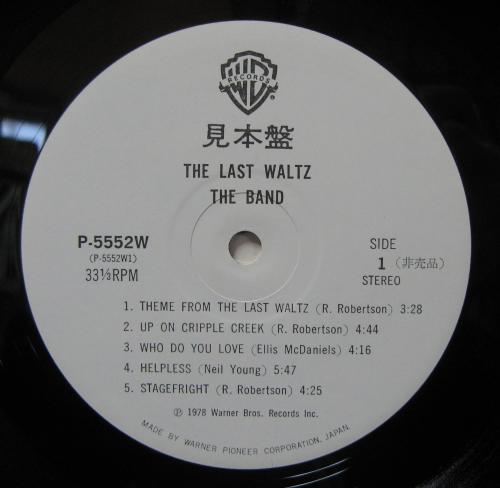 WB
RECORDS
見本盤
THE LAST WALTZ
THE BAND
P-5552W
(P-5552W1)
33⅓RPM
SIDE
1 (非売品)
STEREO
1. THEME FROM THE LAST WALTZ (R. Robertson) 3:28
2. UP ON CRIPPLE CREEK (R. Robertson) 4:44
3. WHO DO YOU LOVE (Ellis McDaniels) 4:16
4. HELPLESS (Neil Young) 5:47
5. STAGEFRIGHT (R. Robertson) 4:25
Ⓟ 1978 Warner Bros. Records Inc.
MADE BY WARNER PIONEER CORPORATION, JAPAN.